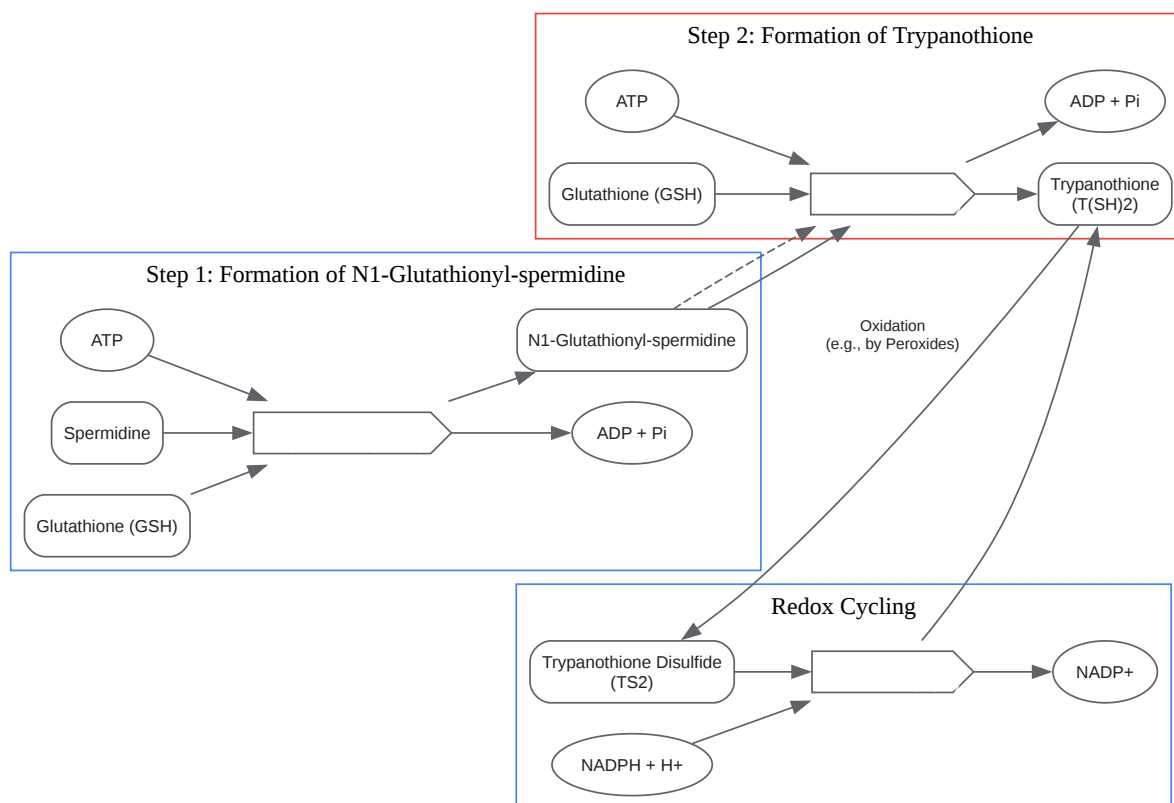 Step 2: Formation of Trypanothione
ATP
ADP + Pi
Glutathione (GSH)
Trypanothione
(T(SH)2)
Step 1: Formation of N1-Glutathionyl-spermidine
ATP
N1-Glutathionyl-spermidine
Spermidine
ADP + Pi
Glutathione (GSH)
Oxidation
(e.g., by Peroxides)
Redox Cycling
Trypanothione Disulfide
(TS2)
NADP+
NADPH + H+